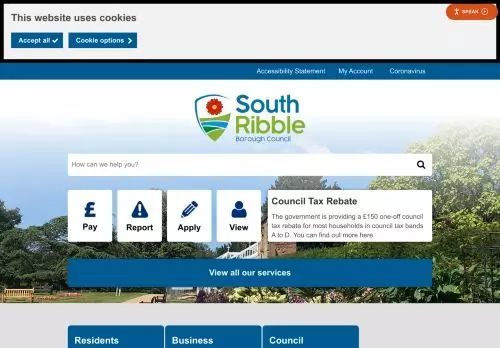 This website uses cookies
SPEAK
Accept all
Cookie options
Accessibility Statement My Account Coronavirus
South
Ribble
Borough Council
How can we help you?
£
Pay
Report
Apply
View
Council Tax Rebate
The government is providing a £150 one-off council
tax rebate for most households in council tax bands
A to D. You can find out more here.
View all our services
Residents
Business
Council